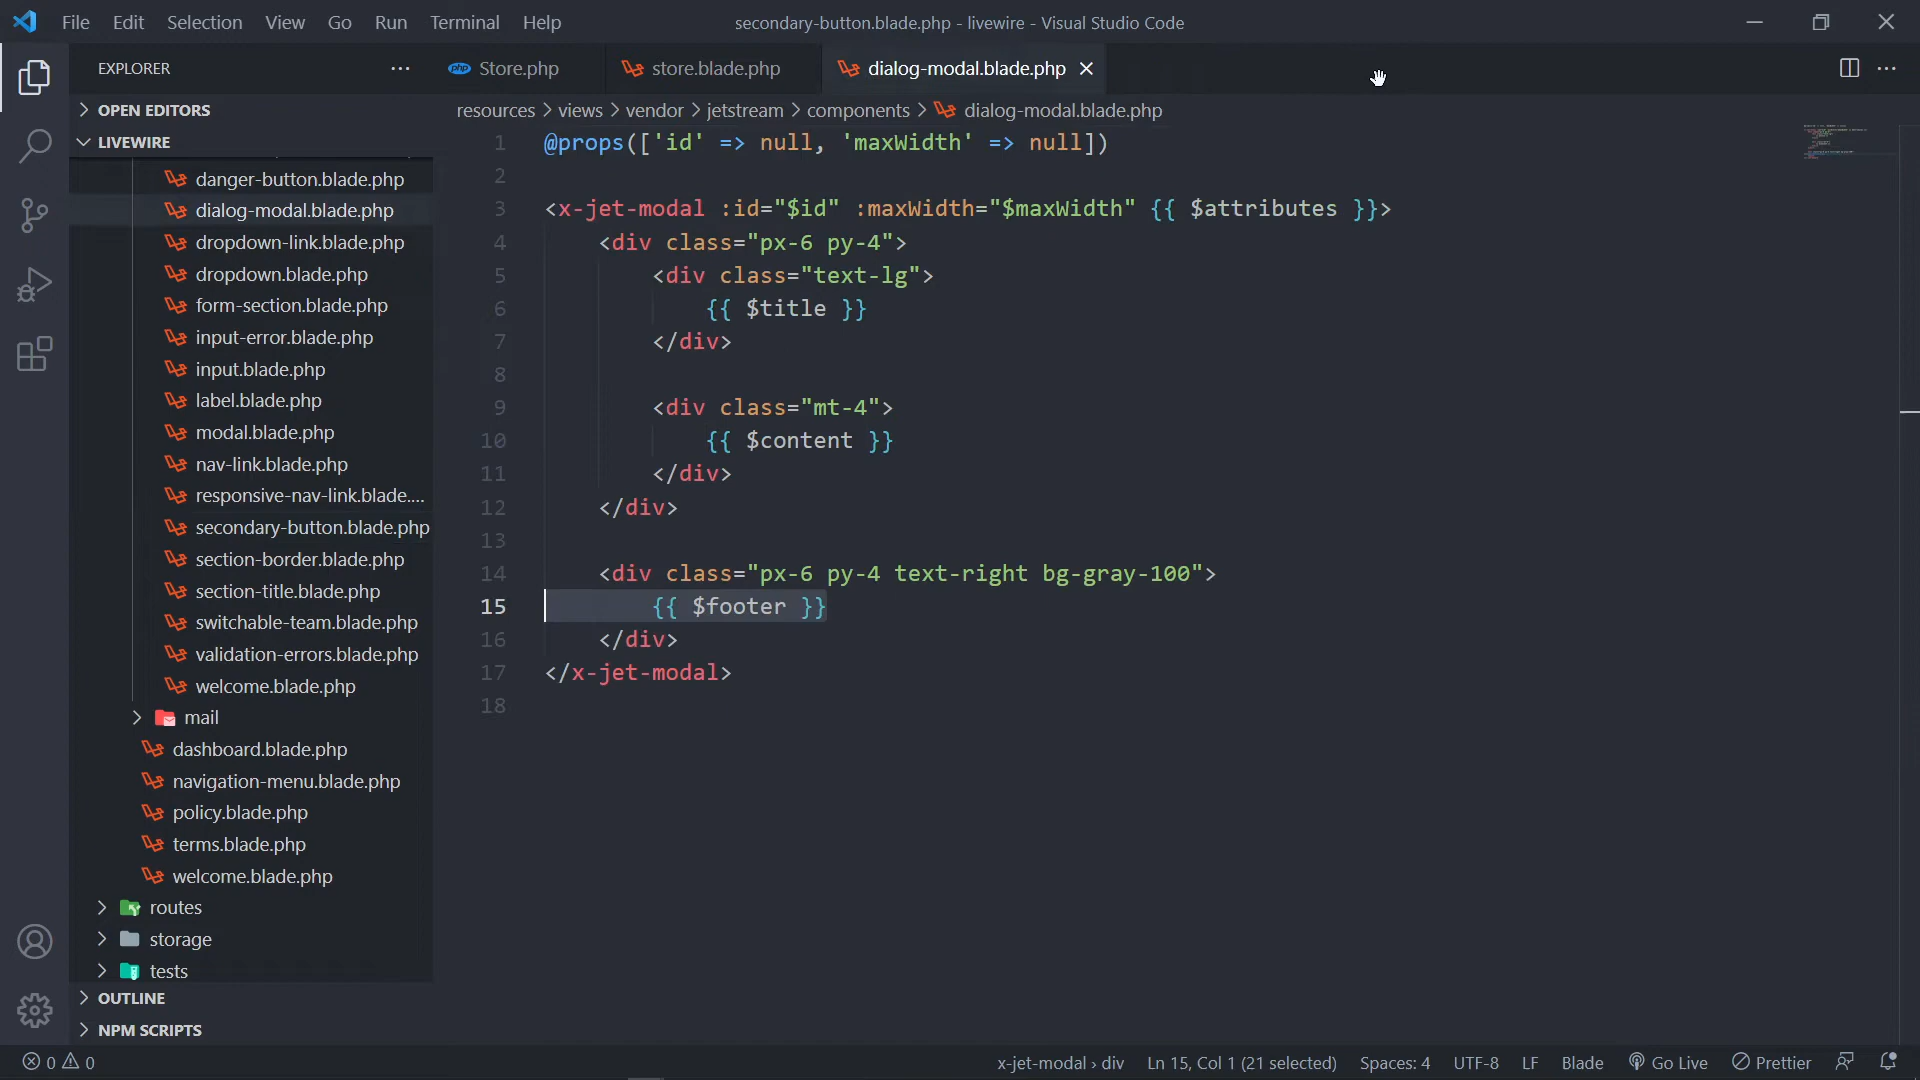 File Edit Selection View Go Run Terminal Help
secondary-button.blade.php - livewire - Visual Studio Code
EXPLORER
Store.php
store.blade.php
dialog-modal.blade.php
OPEN EDITORS
LIVEWIRE
danger-button.blade.php
dialog-modal.blade.php
dropdown-link.blade.php
dropdown.blade.php
form-section.blade.php
input-error.blade.php
input.blade.php
label.blade.php
modal.blade.php
nav-link.blade.php
responsive-nav-link.blade....
secondary-button.blade.php
section-border.blade.php
section-title.blade.php
switchable-team.blade.php
validation-errors.blade.php
welcome.blade.php
mail
dashboard.blade.php
navigation-menu.blade.php
policy.blade.php
terms.blade.php
welcome.blade.php
routes
storage
tests
OUTLINE
NPM SCRIPTS
resources > views > vendor > jetstream > components > dialog-modal.blade.php
1 @props(['id' => null, 'maxWidth' => null])
2
3 <x-jet-modal :id="$id" :maxWidth="$maxWidth" {{ $attributes }}>
4     <div class="px-6 py-4">
5         <div class="text-lg">
6             {{ $title }}
7         </div>
8
9         <div class="mt-4">
10             {{ $content }}
11         </div>
12     </div>
13
14     <div class="px-6 py-4 text-right bg-gray-100">
15         {{ $footer }}
16     </div>
17 </x-jet-modal>
18
0 0
x-jet-modal › div
Ln 15, Col 1 (21 selected)
Spaces: 4
UTF-8
LF
Blade
Go Live
Prettier